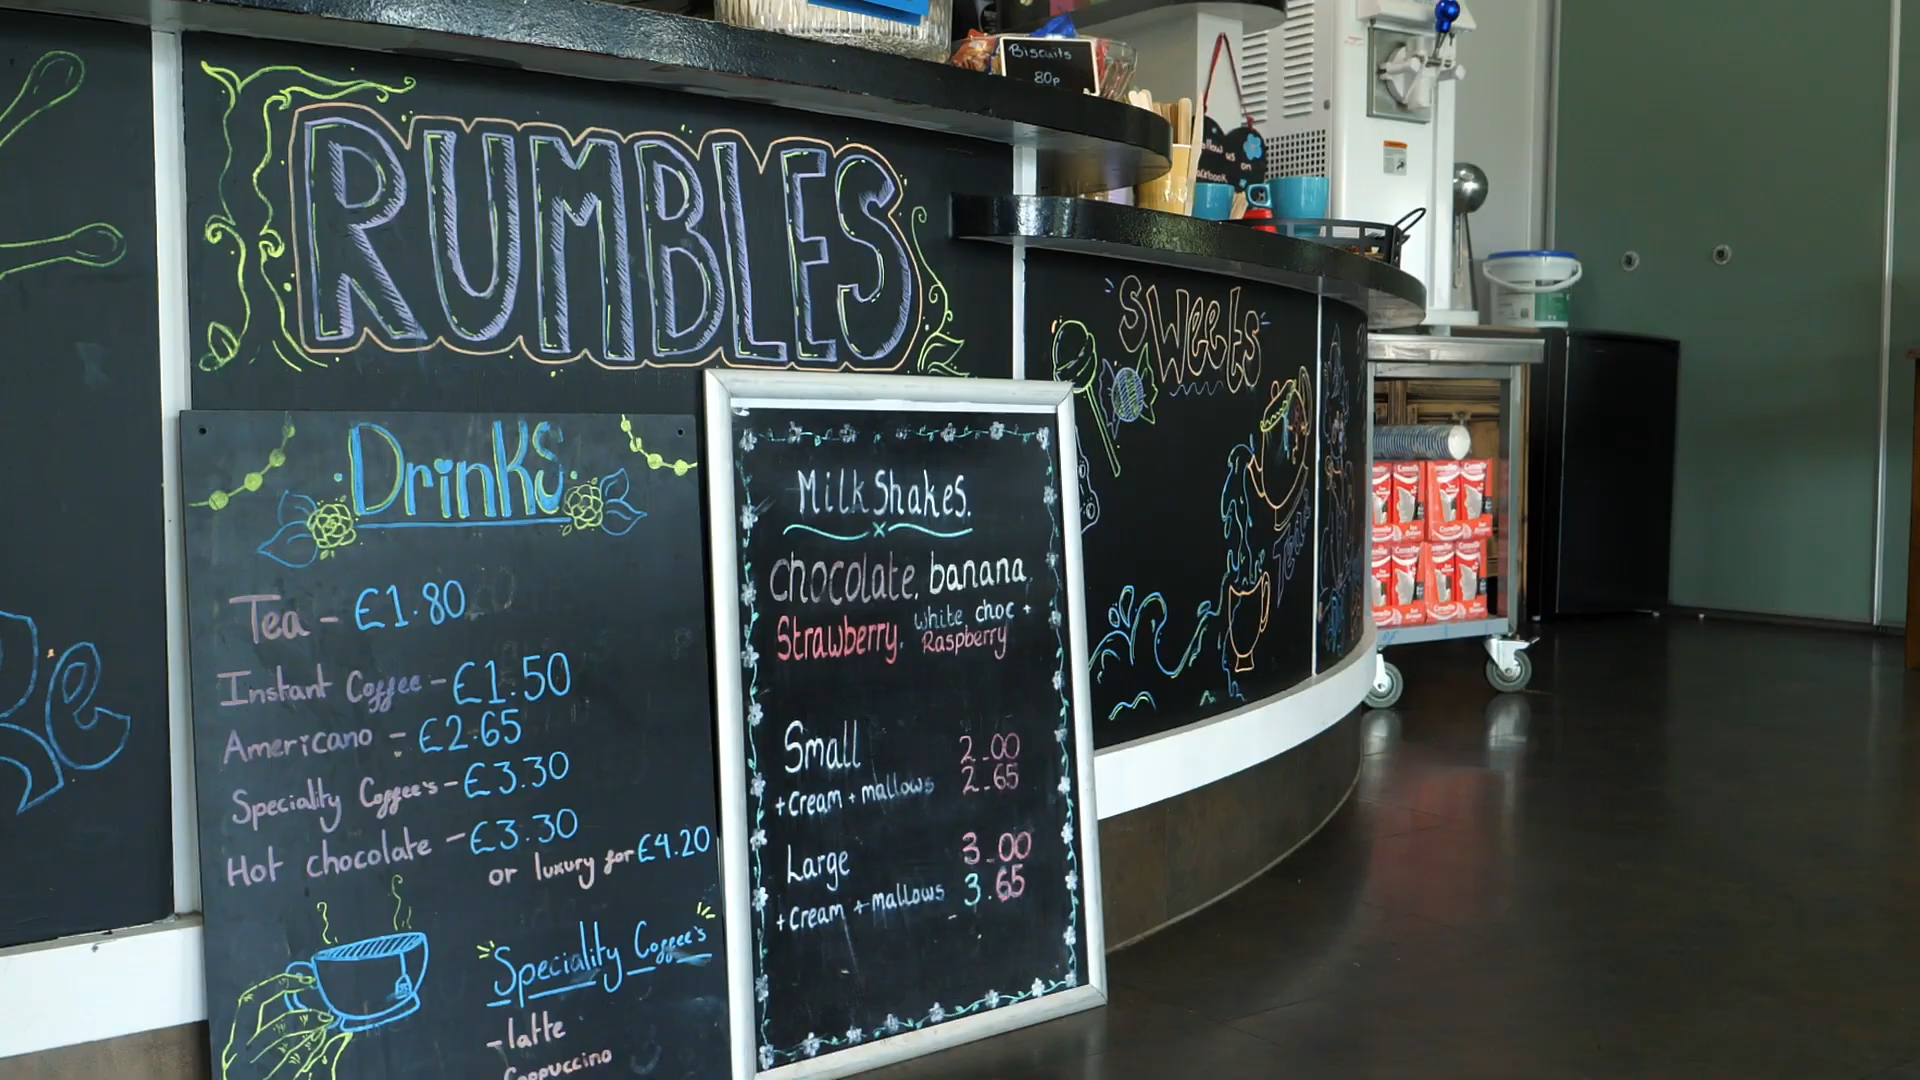 Biscuits
80p
RUMBLES
Sweets
Tea
Drinks
Tea - £1.80
Instant Coffee - £1.50
Americano - £2.65
Speciality Coffee's - £3.30
Hot chocolate - £3.30
or luxury for £4.20
Speciality Coffee's
- latte
Cappuccino
MilkShakes.
chocolate, banana,
Strawberry. white choc +
Raspberry
Small 2.00
+ cream + mallows 2.65
Large 3.00
+ cream + mallows 3.65